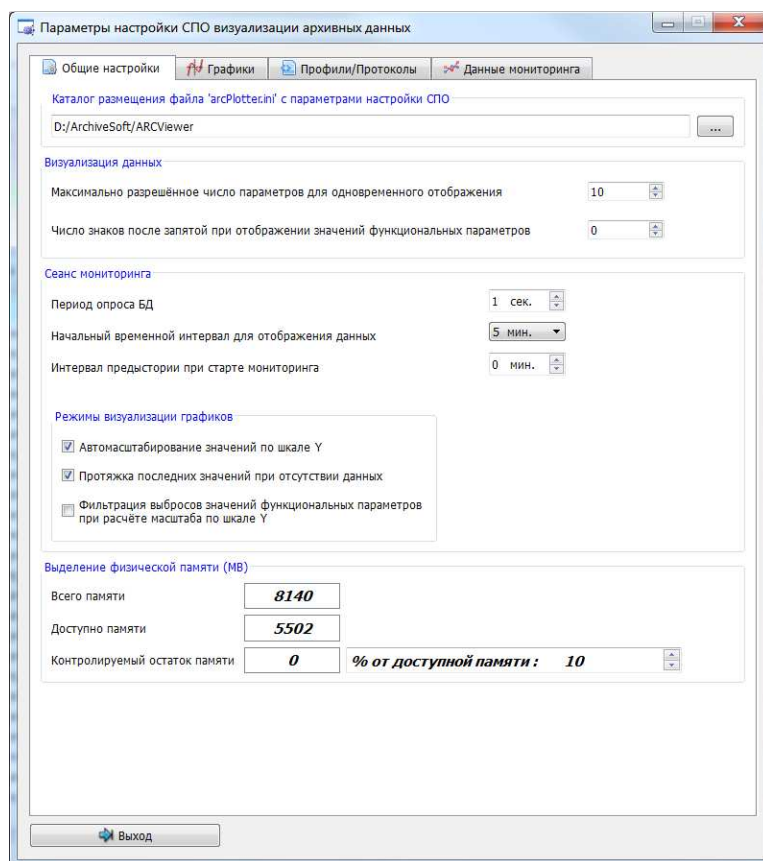 Параметры настройки СПО визуализации архивных данных
Общие настройки
Графики
Профили/Протоколы
Данные мониторинга
Каталог размещения файла 'arcPlotter.ini' с параметрами настройки СПО
D:/ArchiveSoft/ARCViewer
...
Визуализация данных
Максимально разрешённое число параметров для одновременного отображения 10
Число знаков после запятой при отображении значений функциональных параметров 0
Сеанс мониторинга
Период опроса БД 1 сек.
Начальный временной интервал для отображения данных 5 мин.
Интервал предыстории при старте мониторинга 0 мин.
Режимы визуализации графиков
Автомасштабирование значений по шкале Y
Протяжка последних значений при отсутствии данных
Фильтрация выбросов значений функциональных параметров
при расчёте масштаба по шкале Y
Выделение физической памяти (MB)
Всего памяти 8140
Доступно памяти 5502
Контролируемый остаток памяти 0 % от доступной памяти : 10
Выход